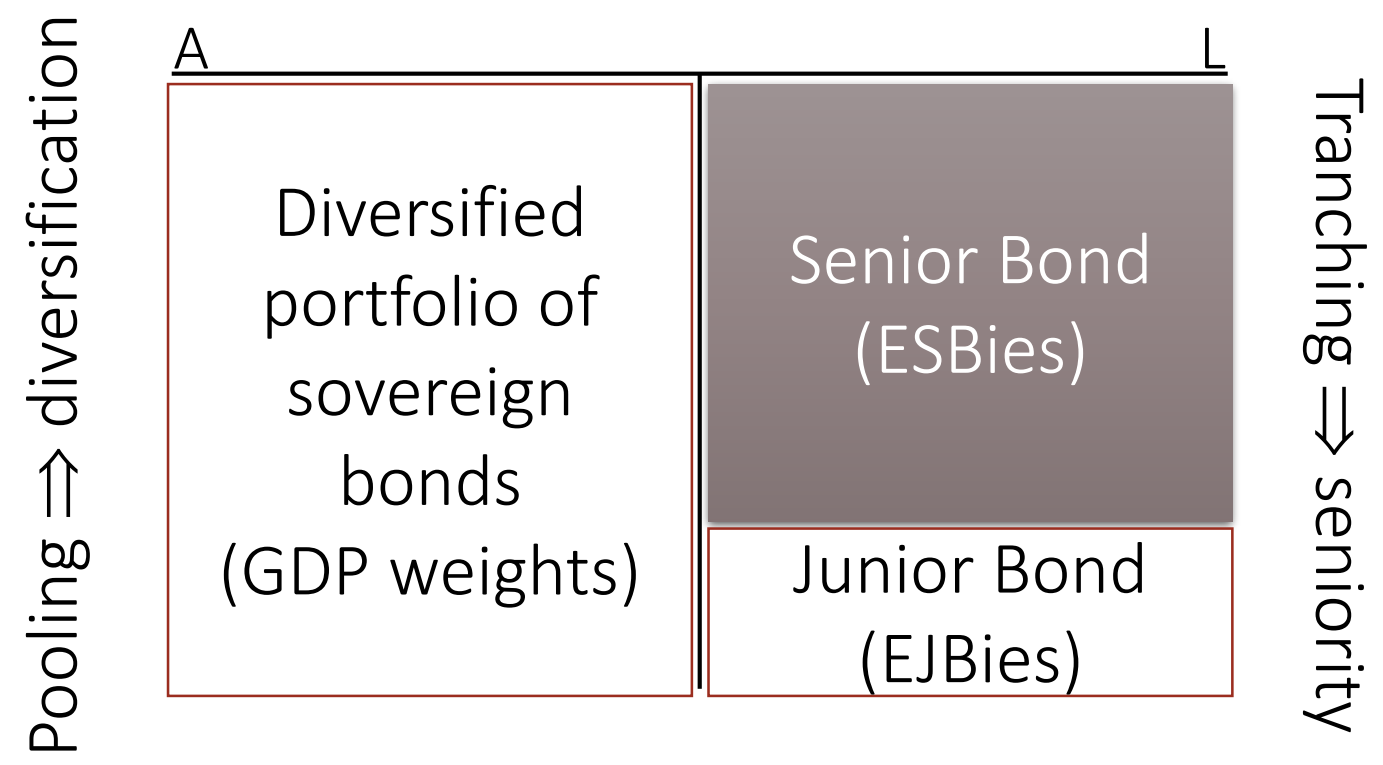 Pooling ⇒ diversification
A
L
Diversified
portfolio of
sovereign
bonds
(GDP weights)
Senior Bond
(ESBies)
Junior Bond
(EJBies)
Tranching ⇒ seniority